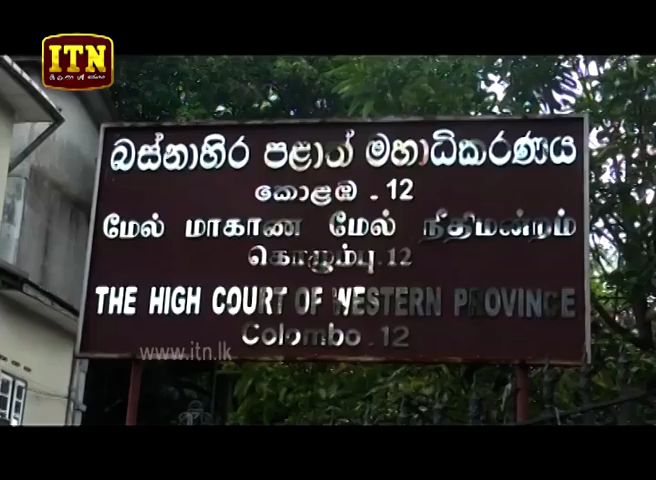 ITN
බස්නාහිර පළාත් මහාධිකරණය
කොළඹ . 12
மேல் மாகாண மேல் நீதிமன்றம்
கொழும்பு 12
THE HIGH COURT OF WESTERN PROVINCE
Colombo . 12
www.itn.lk